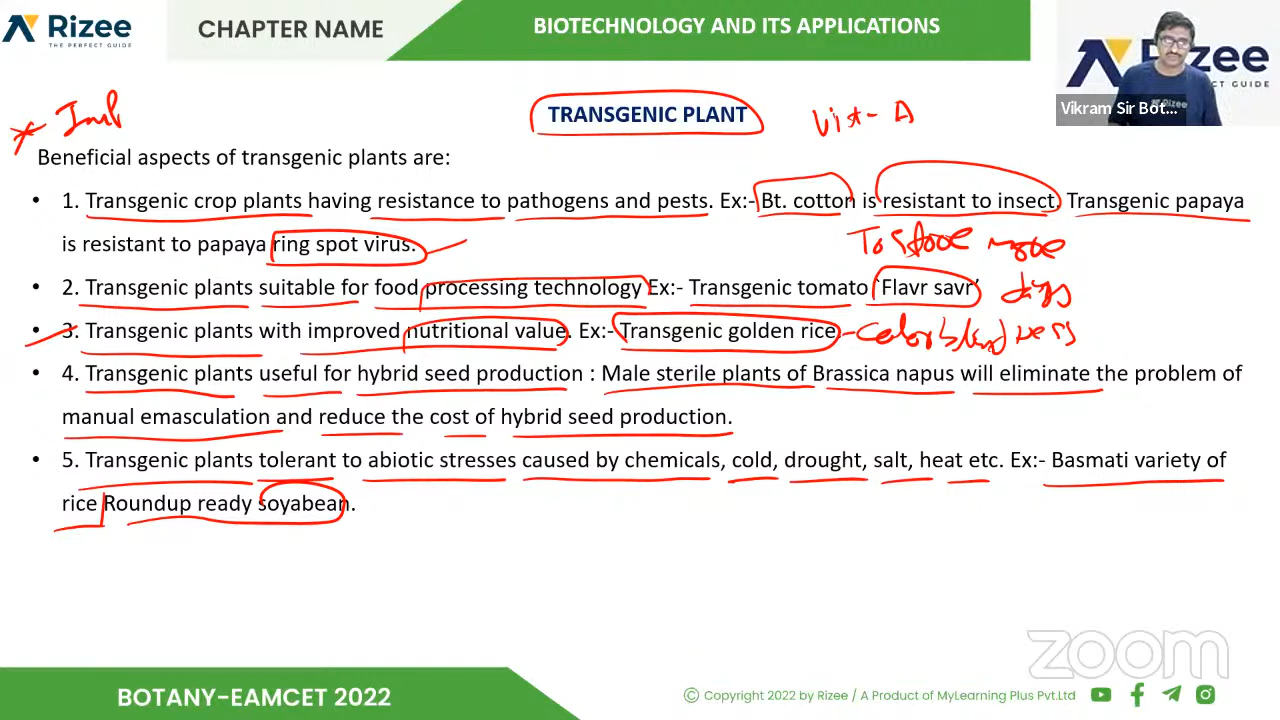 Rizee
THE PERFECT GUIDE
CHAPTER NAME
BIOTECHNOLOGY AND ITS APPLICATIONS
Rizee
Rizee
Vikram Sir Bot...
TRANSGENIC PLANT
Vit- A
Beneficial aspects of transgenic plants are:
• 1. Transgenic crop plants having resistance to pathogens and pests. Ex:- Bt. cotton is resistant to insect. Transgenic papaya
is resistant to papaya ring spot virus.
To store more
• 2. Transgenic plants suitable for food processing technology Ex:- Transgenic tomato `Flavr savr’
days
• 3. Transgenic plants with improved nutritional value. Ex:- Transgenic golden rice
-Colorblendness
• 4. Transgenic plants useful for hybrid seed production : Male sterile plants of Brassica napus will eliminate the problem of
manual emasculation and reduce the cost of hybrid seed production.
• 5. Transgenic plants tolerant to abiotic stresses caused by chemicals, cold, drought, salt, heat etc. Ex:- Basmati variety of
rice Roundup ready soyabean.
zoom
BOTANY-EAMCET 2022
© Copyright 2022 by Rizee / A Product of MyLearning Plus Pvt.Ltd